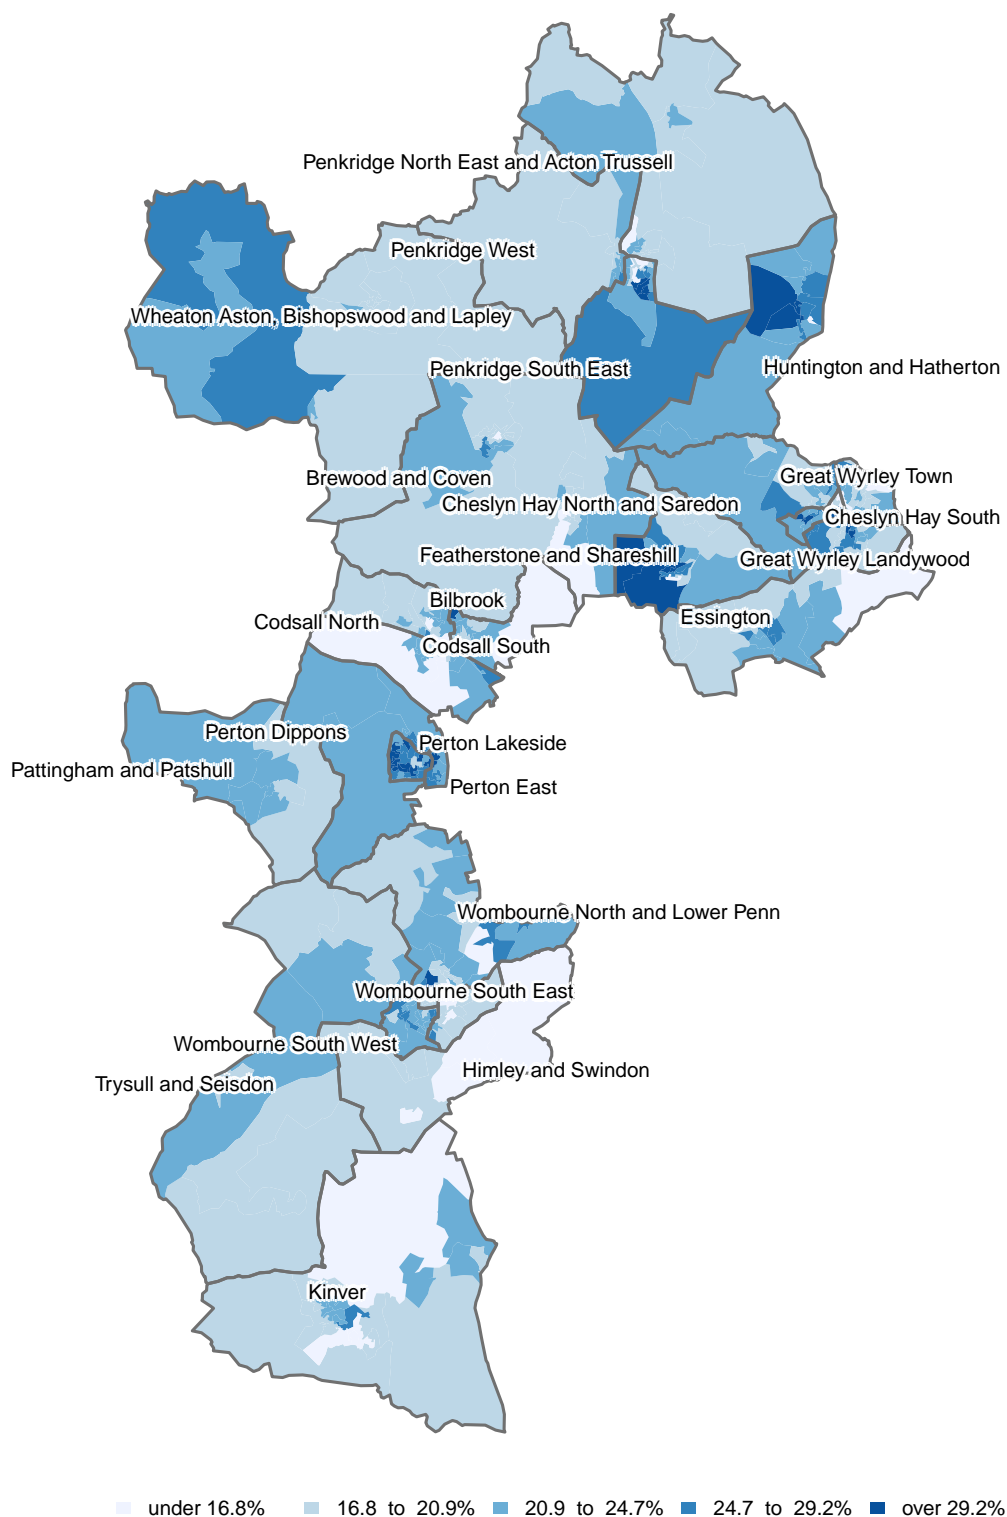 Penkridge North East and Acton Trussell
Penkridge West
Wheaton Aston, Bishopswood and Lapley
Penkridge South East
Huntington and Hatherton
Brewood and Coven
Great Wyrley Town
Cheslyn Hay North and Saredon
Cheslyn Hay South
Featherstone and Shareshill
Great Wyrley Landywood
Bilbrook
Essington
Codsall North
Codsall South
Perton Dippons
Perton Lakeside
Pattingham and Patshull
Perton East
Wombourne North and Lower Penn
Wombourne South East
Wombourne South West
Himley and Swindon
Trysull and Seisdon
Kinver
under 16.8% 16.8 to 20.9% 20.9 to 24.7% 24.7 to 29.2% over 29.2%